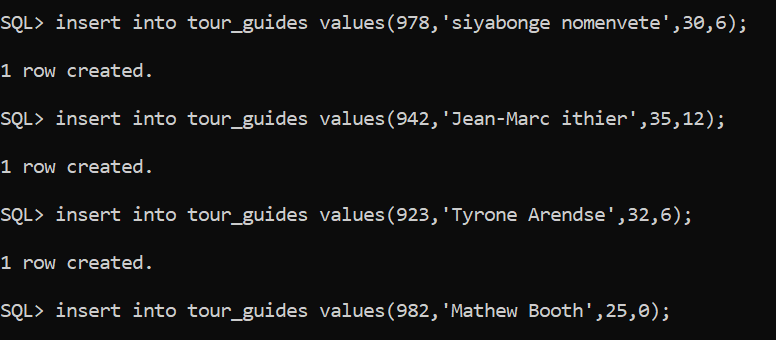 SQL> insert into tour_guides values(978,'siyabonge nomenvete',30,6);
1 row created.
SQL> insert into tour_guides values(942,'Jean-Marc ithier',35,12);
1 row created.
SQL> insert into tour_guides values(923,'Tyrone Arendse',32,6);
1 row created.
SQL> insert into tour_guides values(982,'Mathew Booth',25,0);